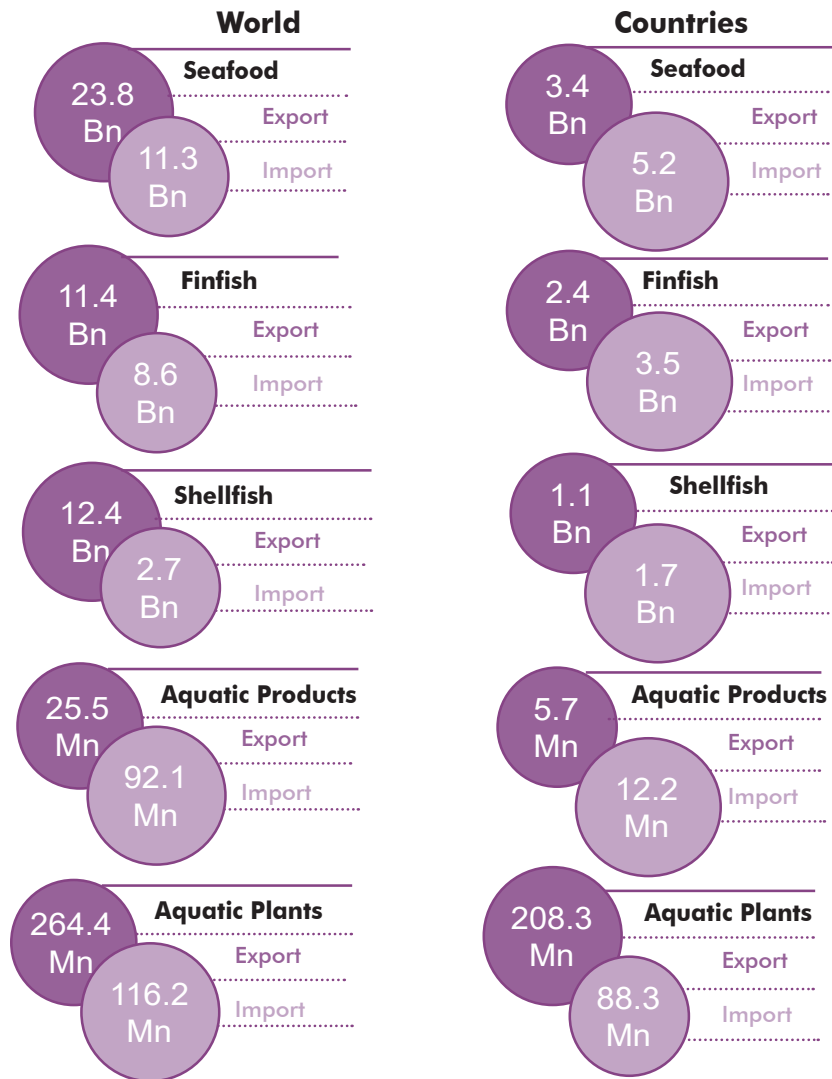 World
Seafood
23.8
Bn
Export
11.3
Bn
Import
Finfish
11.4
Bn
Export
8.6
Bn
Import
Shellfish
12.4
Bn
Export
2.7
Bn
Import
Aquatic Products
25.5
Mn
Export
92.1
Mn
Import
Aquatic Plants
264.4
Mn
Export
116.2
Mn
Import
Countries
Seafood
3.4
Bn
Export
5.2
Bn
Import
Finfish
2.4
Bn
Export
3.5
Bn
Import
Shellfish
1.1
Bn
Export
1.7
Bn
Import
Aquatic Products
5.7
Mn
Export
12.2
Mn
Import
Aquatic Plants
208.3
Mn
Export
88.3
Mn
Import